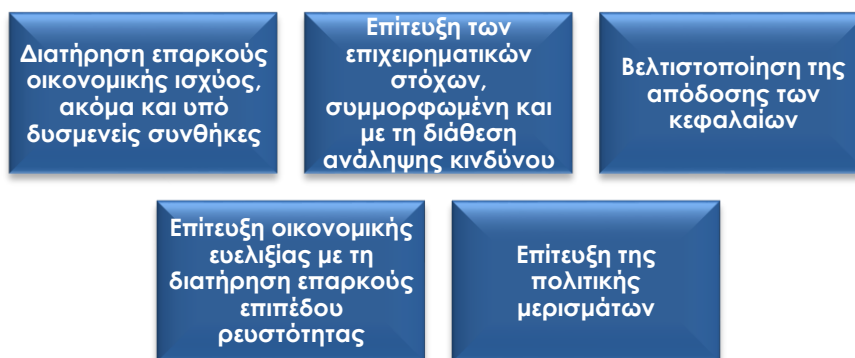 Διατήρηση επαρκούς
οικονομικής ισχύος,
ακόμα και υπό
δυσμενείς συνθήκες
Επίτευξη των
επιχειρηματικών
στόχων,
συμμορφωμένη και
με τη διάθεση
ανάληψης κινδύνου
Βελτιστοποίηση της
απόδοσης των
κεφαλαίων
Επίτευξη οικονομικής
ευελιξίας με τη
διατήρηση επαρκούς
επιπέδου
ρευστότητας
Επίτευξη της
πολιτικής
μερισμάτων